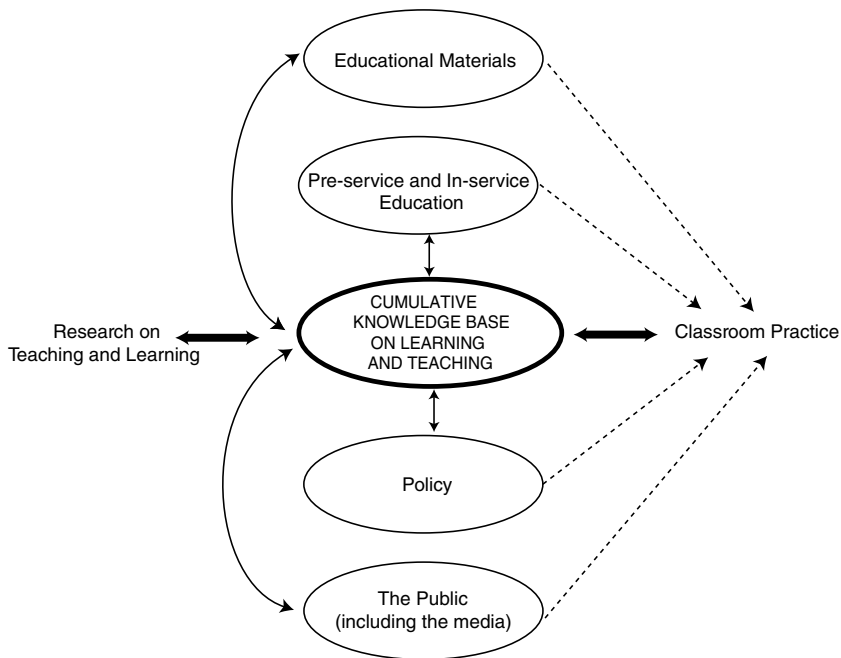 Educational Materials
Pre-service and In-service
Education
CUMULATIVE
KNOWLEDGE BASE
ON LEARNING
AND TEACHING
Research on
Teaching and Learning
Classroom Practice
Policy
The Public
(including the media)